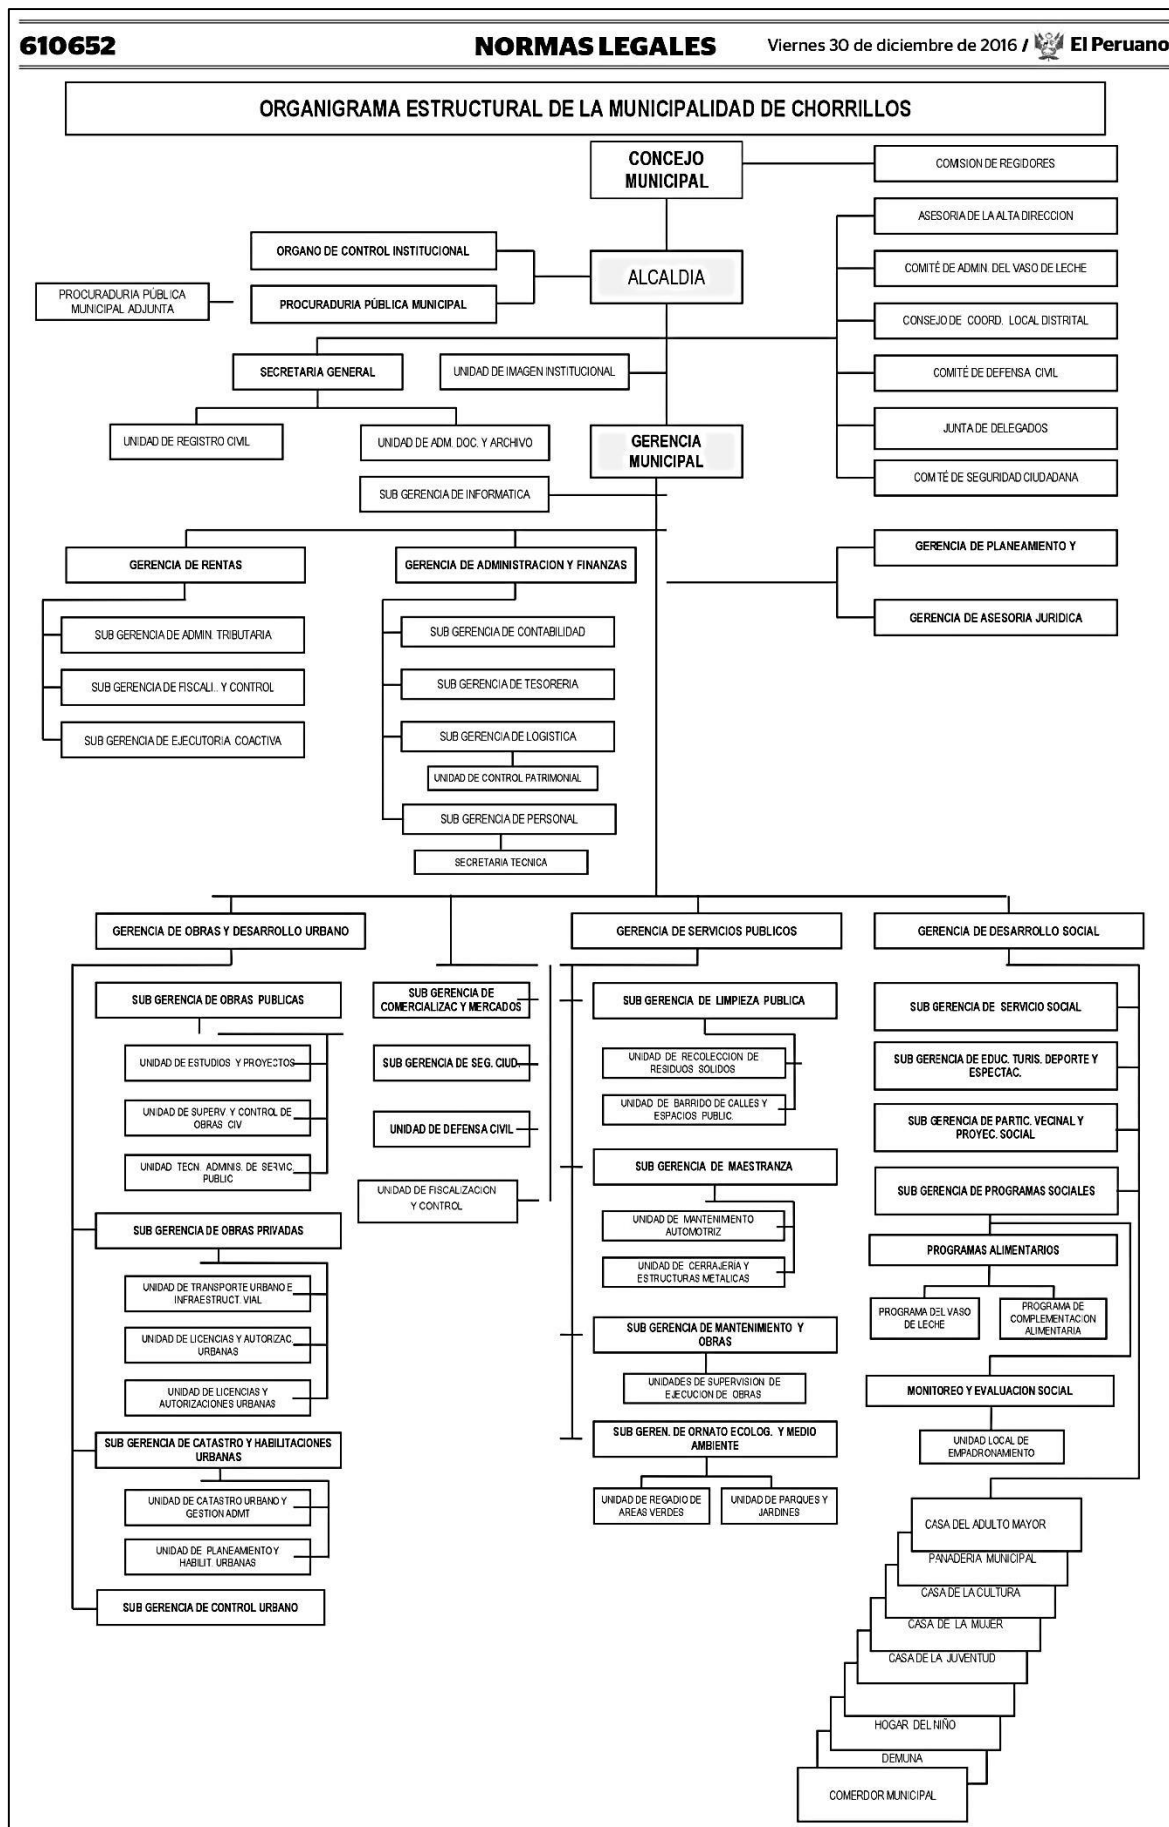 610652
NORMAS LEGALES
Viernes 30 de diciembre de 2016 / El Peruano
ORGANIGRAMA ESTRUCTURAL DE LA MUNICIPALIDAD DE CHORRILLOS
CONCEJO
MUNICIPAL
COMISION DE REGIDORES
ASESORIA DE LA ALTA DIRECCION
ORGANO DE CONTROL INSTITUCIONAL
ALCALDIA
COMITÉ DE ADMIN. DEL VASO DE LECHE
PROCURADURIA PÚBLICA
MUNICIPAL ADJUNTA
PROCURADURIA PÚBLICA MUNICIPAL
CONSEJO DE COORD. LOCAL DISTRITAL
SECRETARIA GENERAL
UNIDAD DE IMAGEN INSTITUCIONAL
COMITÉ DE DEFENSA CIVIL
UNIDAD DE REGISTRO CIVIL
UNIDAD DE ADM. DOC. Y ARCHIVO
GERENCIA
MUNICIPAL
JUNTA DE DELEGADOS
COMITÉ DE SEGURIDAD CIUDADANA
SUB GERENCIA DE INFORMATICA
GERENCIA DE RENTAS
GERENCIA DE ADMINISTRACION Y FINANZAS
GERENCIA DE PLANEAMIENTO Y
GERENCIA DE ASESORIA JURIDICA
SUB GERENCIA DE ADMIN. TRIBUTARIA
SUB GERENCIA DE FISCALI.. Y CONTROL
SUB GERENCIA DE EJECUTORIA COACTIVA
SUB GERENCIA DE CONTABILIDAD
SUB GERENCIA DE TESORERIA
SUB GERENCIA DE LOGISTICA
UNIDAD DE CONTROL PATRIMONIAL
SUB GERENCIA DE PERSONAL
SECRETARIA TECNICA
GERENCIA DE OBRAS Y DESARROLLO URBANO
GERENCIA DE SERVICIOS PUBLICOS
GERENCIA DE DESARROLLO SOCIAL
SUB GERENCIA DE OBRAS PUBLICAS
UNIDAD DE ESTUDIOS Y PROYECTOS
UNIDAD DE SUPERV. Y CONTROL DE
OBRAS CIV
UNIDAD TECN. ADMINIS. DE SERVIC.
PUBLIC
SUB GERENCIA DE OBRAS PRIVADAS
UNIDAD DE TRANSPORTE URBANO E
INFRAESTRUCT. VIAL
UNIDAD DE LICENCIAS Y AUTORIZAC.
URBANAS
UNIDAD DE LICENCIAS Y
AUTORIZACIONES URBANAS
SUB GERENCIA DE CATASTRO Y HABILITACIONES
URBANAS
UNIDAD DE CATASTRO URBANO Y
GESTION ADMT
UNIDAD DE PLANEAMIENTO Y
HABILIT. URBANAS
SUB GERENCIA DE CONTROL URBANO
SUB GERENCIA DE
COMERCIALIZAC Y MERCADOS
SUB GERENCIA DE SEG. CIUD.
UNIDAD DE DEFENSA CIVIL
UNIDAD DE FISCALIZACION
Y CONTROL
SUB GERENCIA DE LIMPIEZA PUBLICA
UNIDAD DE RECOLECCION DE
RESIDUOS SOLIDOS
UNIDAD DE BARRIDO DE CALLES Y
ESPACIOS PUBLIC.
SUB GERENCIA DE MAESTRANZA
UNIDAD DE MANTENIMIENTO
AUTOMOTRIZ
UNIDAD DE CERRAJERÍA Y
ESTRUCTURAS METALICAS
SUB GERENCIA DE MANTENIMIENTO Y
OBRAS
UNIDADES DE SUPERVISIÓN DE
EJECUCION DE OBRAS
SUB GEREN. DE ORNATO ECOLOG. Y MEDIO
AMBIENTE
UNIDAD DE REGADIO DE
AREAS VERDES
UNIDAD DE PARQUES Y
JARDINES
SUB GERENCIA DE SERVICIO SOCIAL
SUB GERENCIA DE EDUC. TURIS. DEPORTE Y
ESPECTAC.
SUB GERENCIA DE PARTIC. VECINAL Y
PROYEC. SOCIAL
SUB GERENCIA DE PROGRAMAS SOCIALES
PROGRAMAS ALIMENTARIOS
PROGRAMA DEL VASO
DE LECHE
PROGRAMA DE
COMPLEMENTACION
ALIMENTARIA
MONITOREO Y EVALUACION SOCIAL
UNIDAD LOCAL DE
EMPADRONAMIENTO
CASA DEL ADULTO MAYOR
PANADERIA MUNICIPAL
CASA DE LA CULTURA
CASA DE LA MUJER
CASA DE LA JUVENTUD
HOGAR DEL NIÑO
DEMUNA
COMERDOR MUNICIPAL